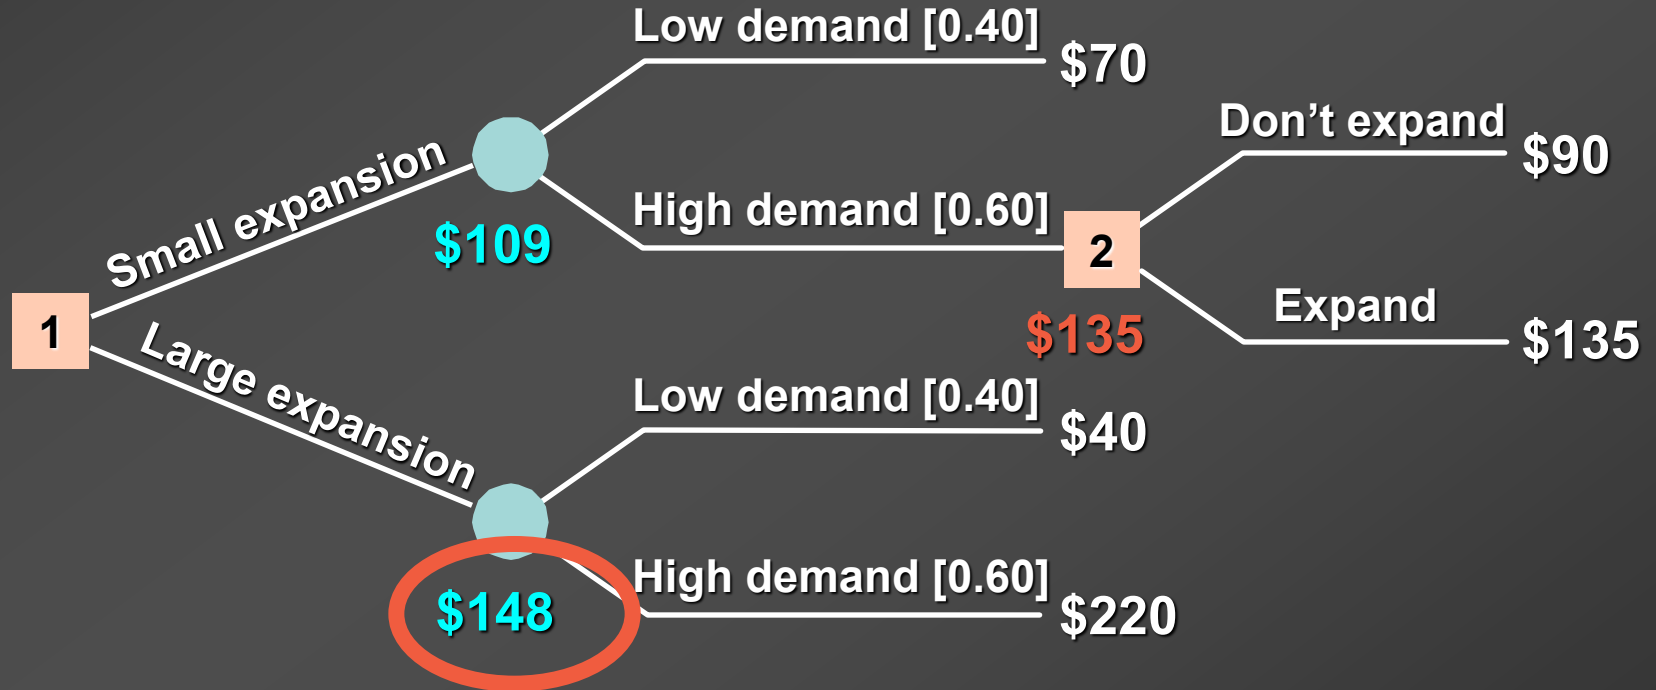 Low demand [0.40]
$70
Don’t expand
$90
Small expansion
High demand [0.60]
$109
2
1
Expand
$135
$135
Large expansion
Low demand [0.40]
$40
High demand [0.60]
$148
$220